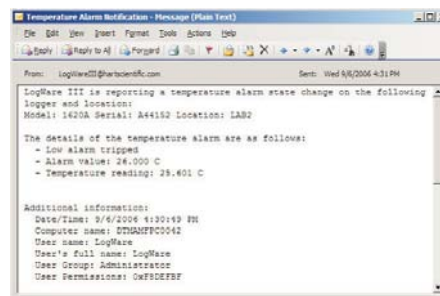 Temperature Alarm Notification - Message (Plain Text)
File Edit View Insert Format Tools Actions Help
Reply Reply to All Forward
From: LogWareIII@hartscientific.com Sent: Wed 9/6/2006 4:31 PM
LogWare III is reporting a temperature alarm state change on the following
logger and location:
Model: 1620A Serial: A44152 Location: LAB2
The details of the temperature alarm are as follows:
- Low alarm tripped
- Alarm value: 26.000 C
- Temperature reading: 25.601 C
Additional information:
Date/Time: 9/6/2006 4:30:49 PM
Computer name:
User name: LogWare
User's full name: LogWare
User Group: Administrator
User Permissions: 0xF8DEFBF